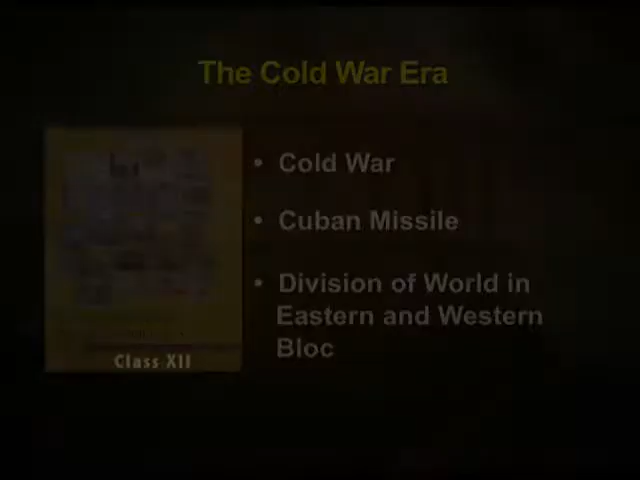 The Cold War Era
• Cold War
• Cuban Missile
• Division of World in
Eastern and Western
Bloc
Class XII